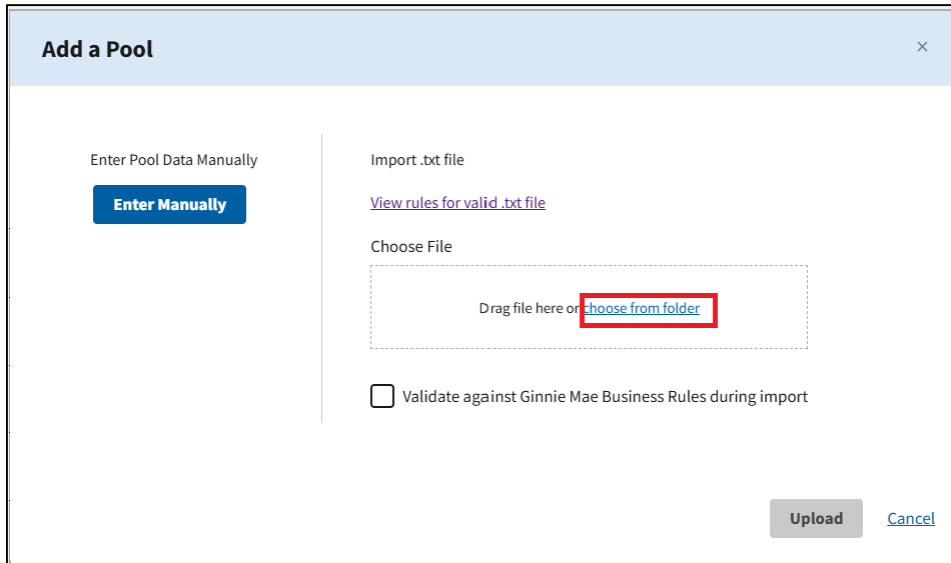 Add a Pool
Enter Pool Data Manually
Enter Manually
Import .txt file
View rules for valid .txt file
Choose File
Drag file here or choose from folder
Validate against Ginnie Mae Business Rules during import
Upload
Cancel